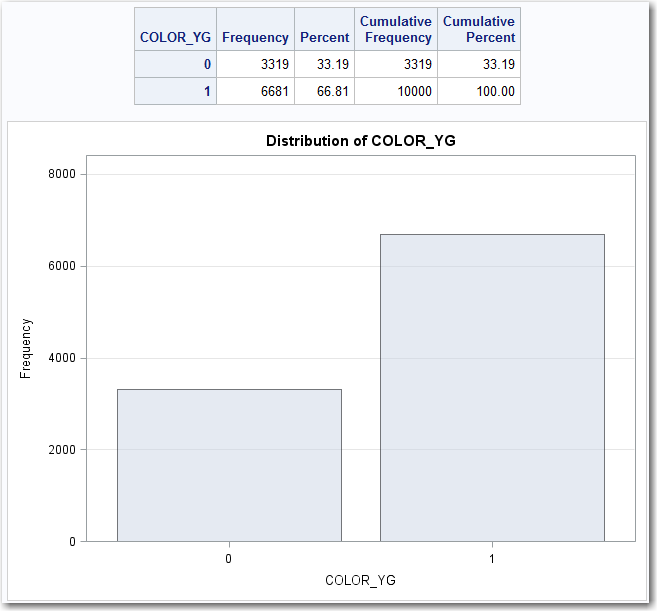 Cumulative Cumulative
COLOR_YG Frequency Percent Frequency Percent
0 3319 33.19 3319 33.19
1 6681 66.81 10000 100.00
Distribution of COLOR_YG
8000
6000
4000
2000
0
Frequency
0 1
COLOR_YG